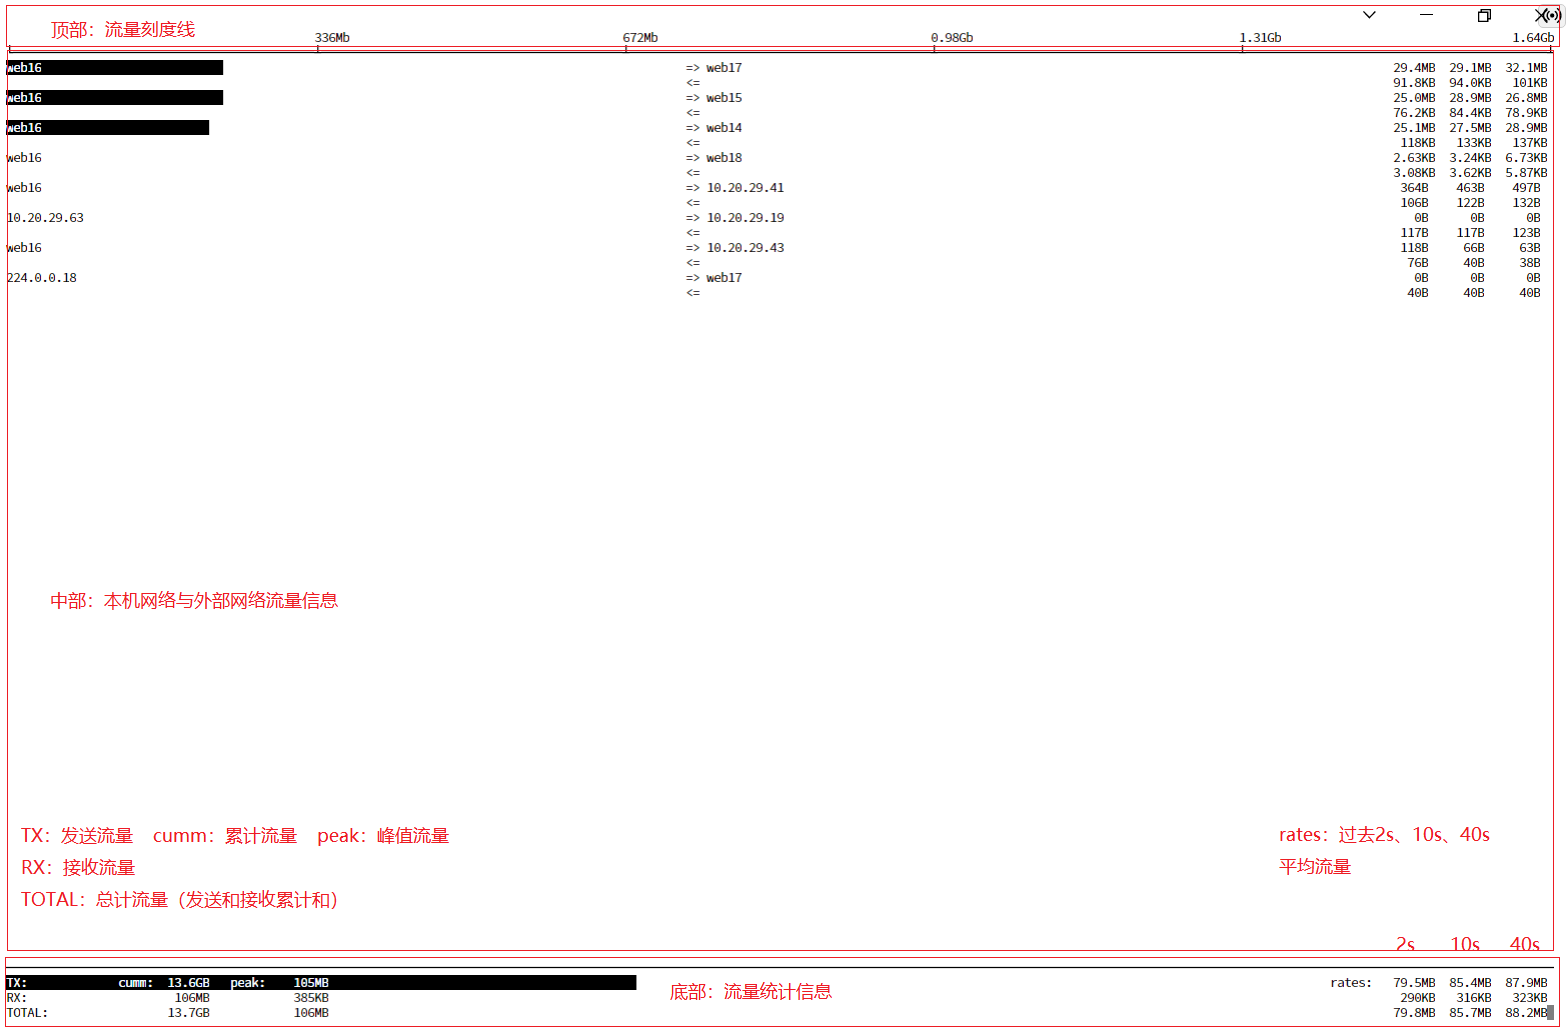 顶部：流量刻度线
336Mb 672Mb 0.98Gb 1.31Gb 1.64Gb
web16 => web17 29.4MB 29.1MB 32.1MB
<= 91.8KB 94.0KB 101KB
web16 => web15 25.0MB 28.9MB 26.8MB
<= 76.2KB 84.4KB 78.9KB
web16 => web14 25.1MB 27.5MB 28.9MB
<= 118KB 133KB 137KB
web16 => web18 2.63KB 3.24KB 6.73KB
<= 3.08KB 3.62KB 5.87KB
web16 => 10.20.29.41 364B 463B 497B
<= 106B 122B 132B
10.20.29.63 => 10.20.29.19 0B 0B 0B
<= 117B 117B 123B
web16 => 10.20.29.43 118B 66B 63B
<= 76B 40B 38B
224.0.0.18 => web17 0B 0B 0B
<= 40B 40B 40B
中部：本机网络与外部网络流量信息
TX：发送流量 cumm：累计流量 peak：峰值流量 rates：过去2s、10s、40s
RX：接收流量 平均流量
TOTAL：总计流量（发送和接收累计和）
2s 10s 40s
TX: cumm: 13.6GB peak: 105MB rates: 79.5MB 85.4MB 87.9MB
RX: 106MB 385KB 290KB 316KB 323KB
TOTAL: 13.7GB 106MB 79.8MB 85.7MB 88.2MB
底部：流量统计信息